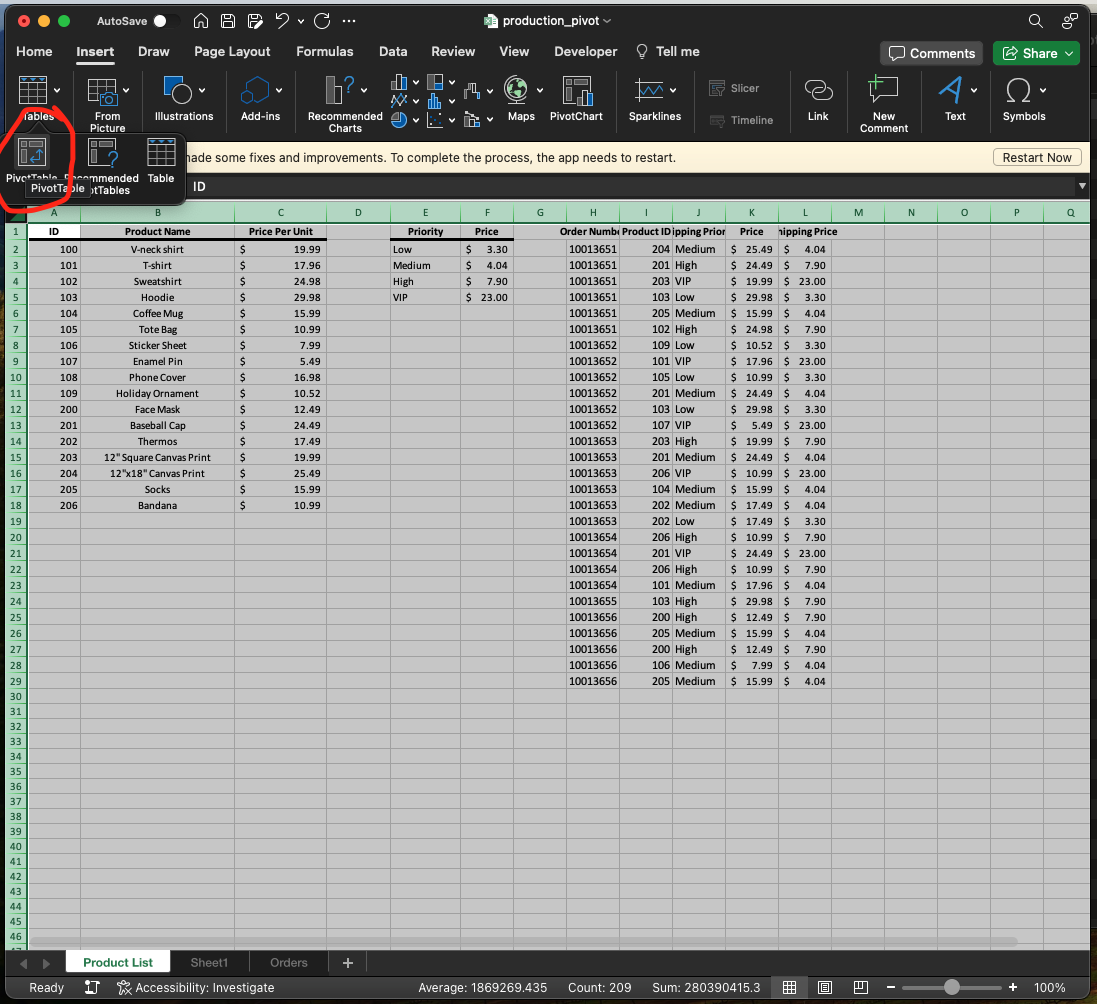 AutoSave
production_pivot
Home Insert Draw Page Layout Formulas Data Review View Developer Tell me
Comments Share
Tables From Picture Illustrations Add-ins Recommended Charts Maps PivotChart Sparklines Slicer Timeline Link New Comment Text Symbols
PivotTable Table
PivotTable
made some fixes and improvements. To complete the process, the app needs to restart. Restart Now
ID
A B C D E F G H I J K L M N O P Q
1 ID Product Name Price Per Unit Priority Price Order Numbe Product ID ipping Prior Price hipping Price
2 100 V-neck shirt $ 19.99 Low $ 3.30 10013651 204 Medium $ 25.49 $ 4.04
3 101 T-shirt $ 17.96 Medium $ 4.04 10013651 201 High $ 24.49 $ 7.90
4 102 Sweatshirt $ 24.98 High $ 7.90 10013651 203 VIP $ 19.99 $ 23.00
5 103 Hoodie $ 29.98 VIP $ 23.00 10013651 103 Low $ 29.98 $ 3.30
6 104 Coffee Mug $ 15.99 10013651 205 Medium $ 15.99 $ 4.04
7 105 Tote Bag $ 10.99 10013651 102 High $ 24.98 $ 7.90
8 106 Sticker Sheet $ 7.99 10013652 109 Low $ 10.52 $ 3.30
9 107 Enamel Pin $ 5.49 10013652 101 VIP $ 17.96 $ 23.00
10 108 Phone Cover $ 16.98 10013652 105 Low $ 10.99 $ 3.30
11 109 Holiday Ornament $ 10.52 10013652 201 Medium $ 24.49 $ 4.04
12 200 Face Mask $ 12.49 10013652 103 Low $ 29.98 $ 3.30
13 201 Baseball Cap $ 24.49 10013652 107 VIP $ 5.49 $ 23.00
14 202 Thermos $ 17.49 10013653 203 High $ 19.99 $ 7.90
15 203 12" Square Canvas Print $ 19.99 10013653 201 Medium $ 24.49 $ 4.04
16 204 12"x18" Canvas Print $ 25.49 10013653 206 VIP $ 10.99 $ 23.00
17 205 Socks $ 15.99 10013653 104 Medium $ 15.99 $ 4.04
18 206 Bandana $ 10.99 10013653 202 Medium $ 17.49 $ 4.04
19 10013653 202 Low $ 17.49 $ 3.30
20 10013654 206 High $ 10.99 $ 7.90
21 10013654 201 VIP $ 24.49 $ 23.00
22 10013654 206 High $ 10.99 $ 7.90
23 10013654 101 Medium $ 17.96 $ 4.04
24 10013655 103 High $ 29.98 $ 7.90
25 10013656 200 High $ 12.49 $ 7.90
26 10013656 205 Medium $ 15.99 $ 4.04
27 10013656 200 High $ 12.49 $ 7.90
28 10013656 106 Medium $ 7.99 $ 4.04
29 10013656 205 Medium $ 15.99 $ 4.04
30
31
32
33
34
35
36
37
38
39
40
41
42
43
44
45
46
Product List Sheet1 Orders +
Ready Accessibility: Investigate Average: 1869269.435 Count: 209 Sum: 280390415.3 100%